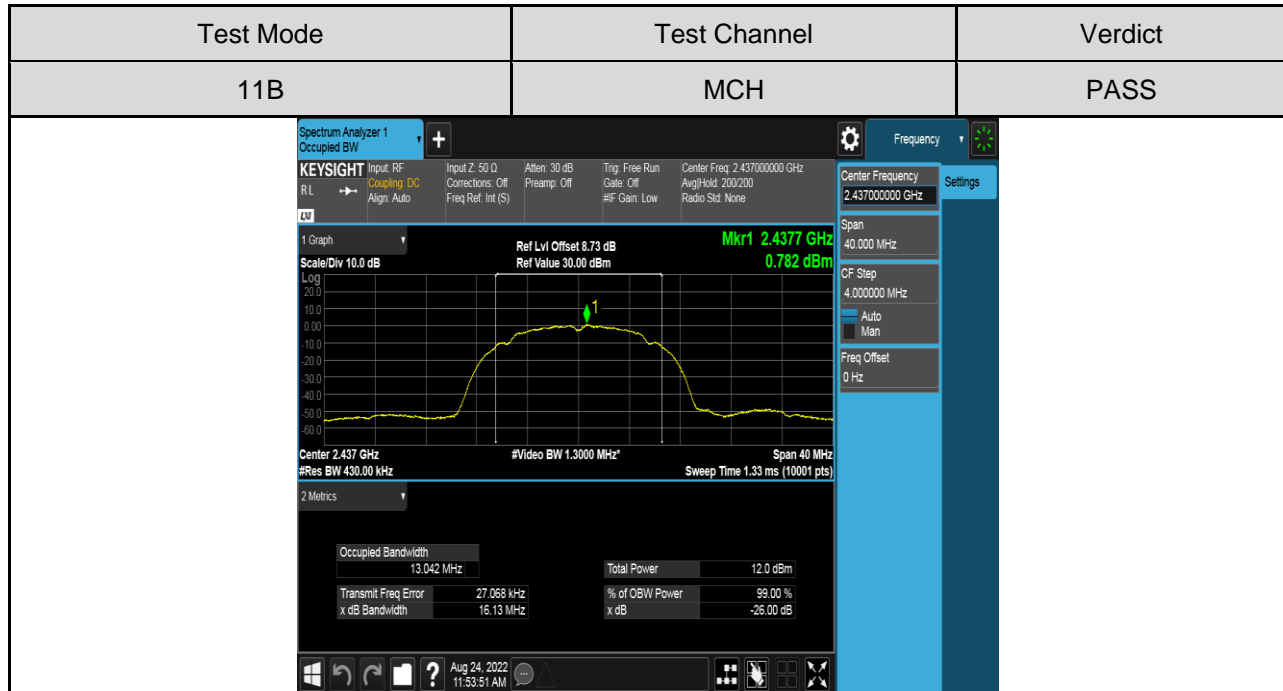 Test Mode Test Channel Verdict
11B MCH PASS
Spectrum Analyzer 1
Occupied BW
+
Frequency
KEYSIGHT Input: RF Input Z: 50 Ω Atten: 30 dB Trig: Free Run Center Freq: 2.437000000 GHz
RL Coupling: DC Corrections: Off Preamp: Off Gate: Off Avg|Hold: 200/200
Align: Auto Freq Ref: Int (S) #IF Gain: Low Radio Std: None
LXI
Center Frequency
2.437000000 GHz
Settings
Span
40.000 MHz
CF Step
4.000000 MHz
Auto
Man
Freq Offset
0 Hz
1 Graph Ref Lvl Offset 8.73 dB Mkr1 2.4377 GHz
Scale/Div 10.0 dB Ref Value 30.00 dBm 0.782 dBm
Log
20.0
10.0
1
0.00
-10.0
-20.0
-30.0
-40.0
-50.0
-60.0
Center 2.437 GHz #Video BW 1.3000 MHz* Span 40 MHz
#Res BW 430.00 kHz Sweep Time 1.33 ms (10001 pts)
2 Metrics
Occupied Bandwidth
13.042 MHz Total Power 12.0 dBm
Transmit Freq Error 27.068 kHz % of OBW Power 99.00 %
x dB Bandwidth 16.13 MHz x dB -26.00 dB
? Aug 24, 2022
11:53:51 AM